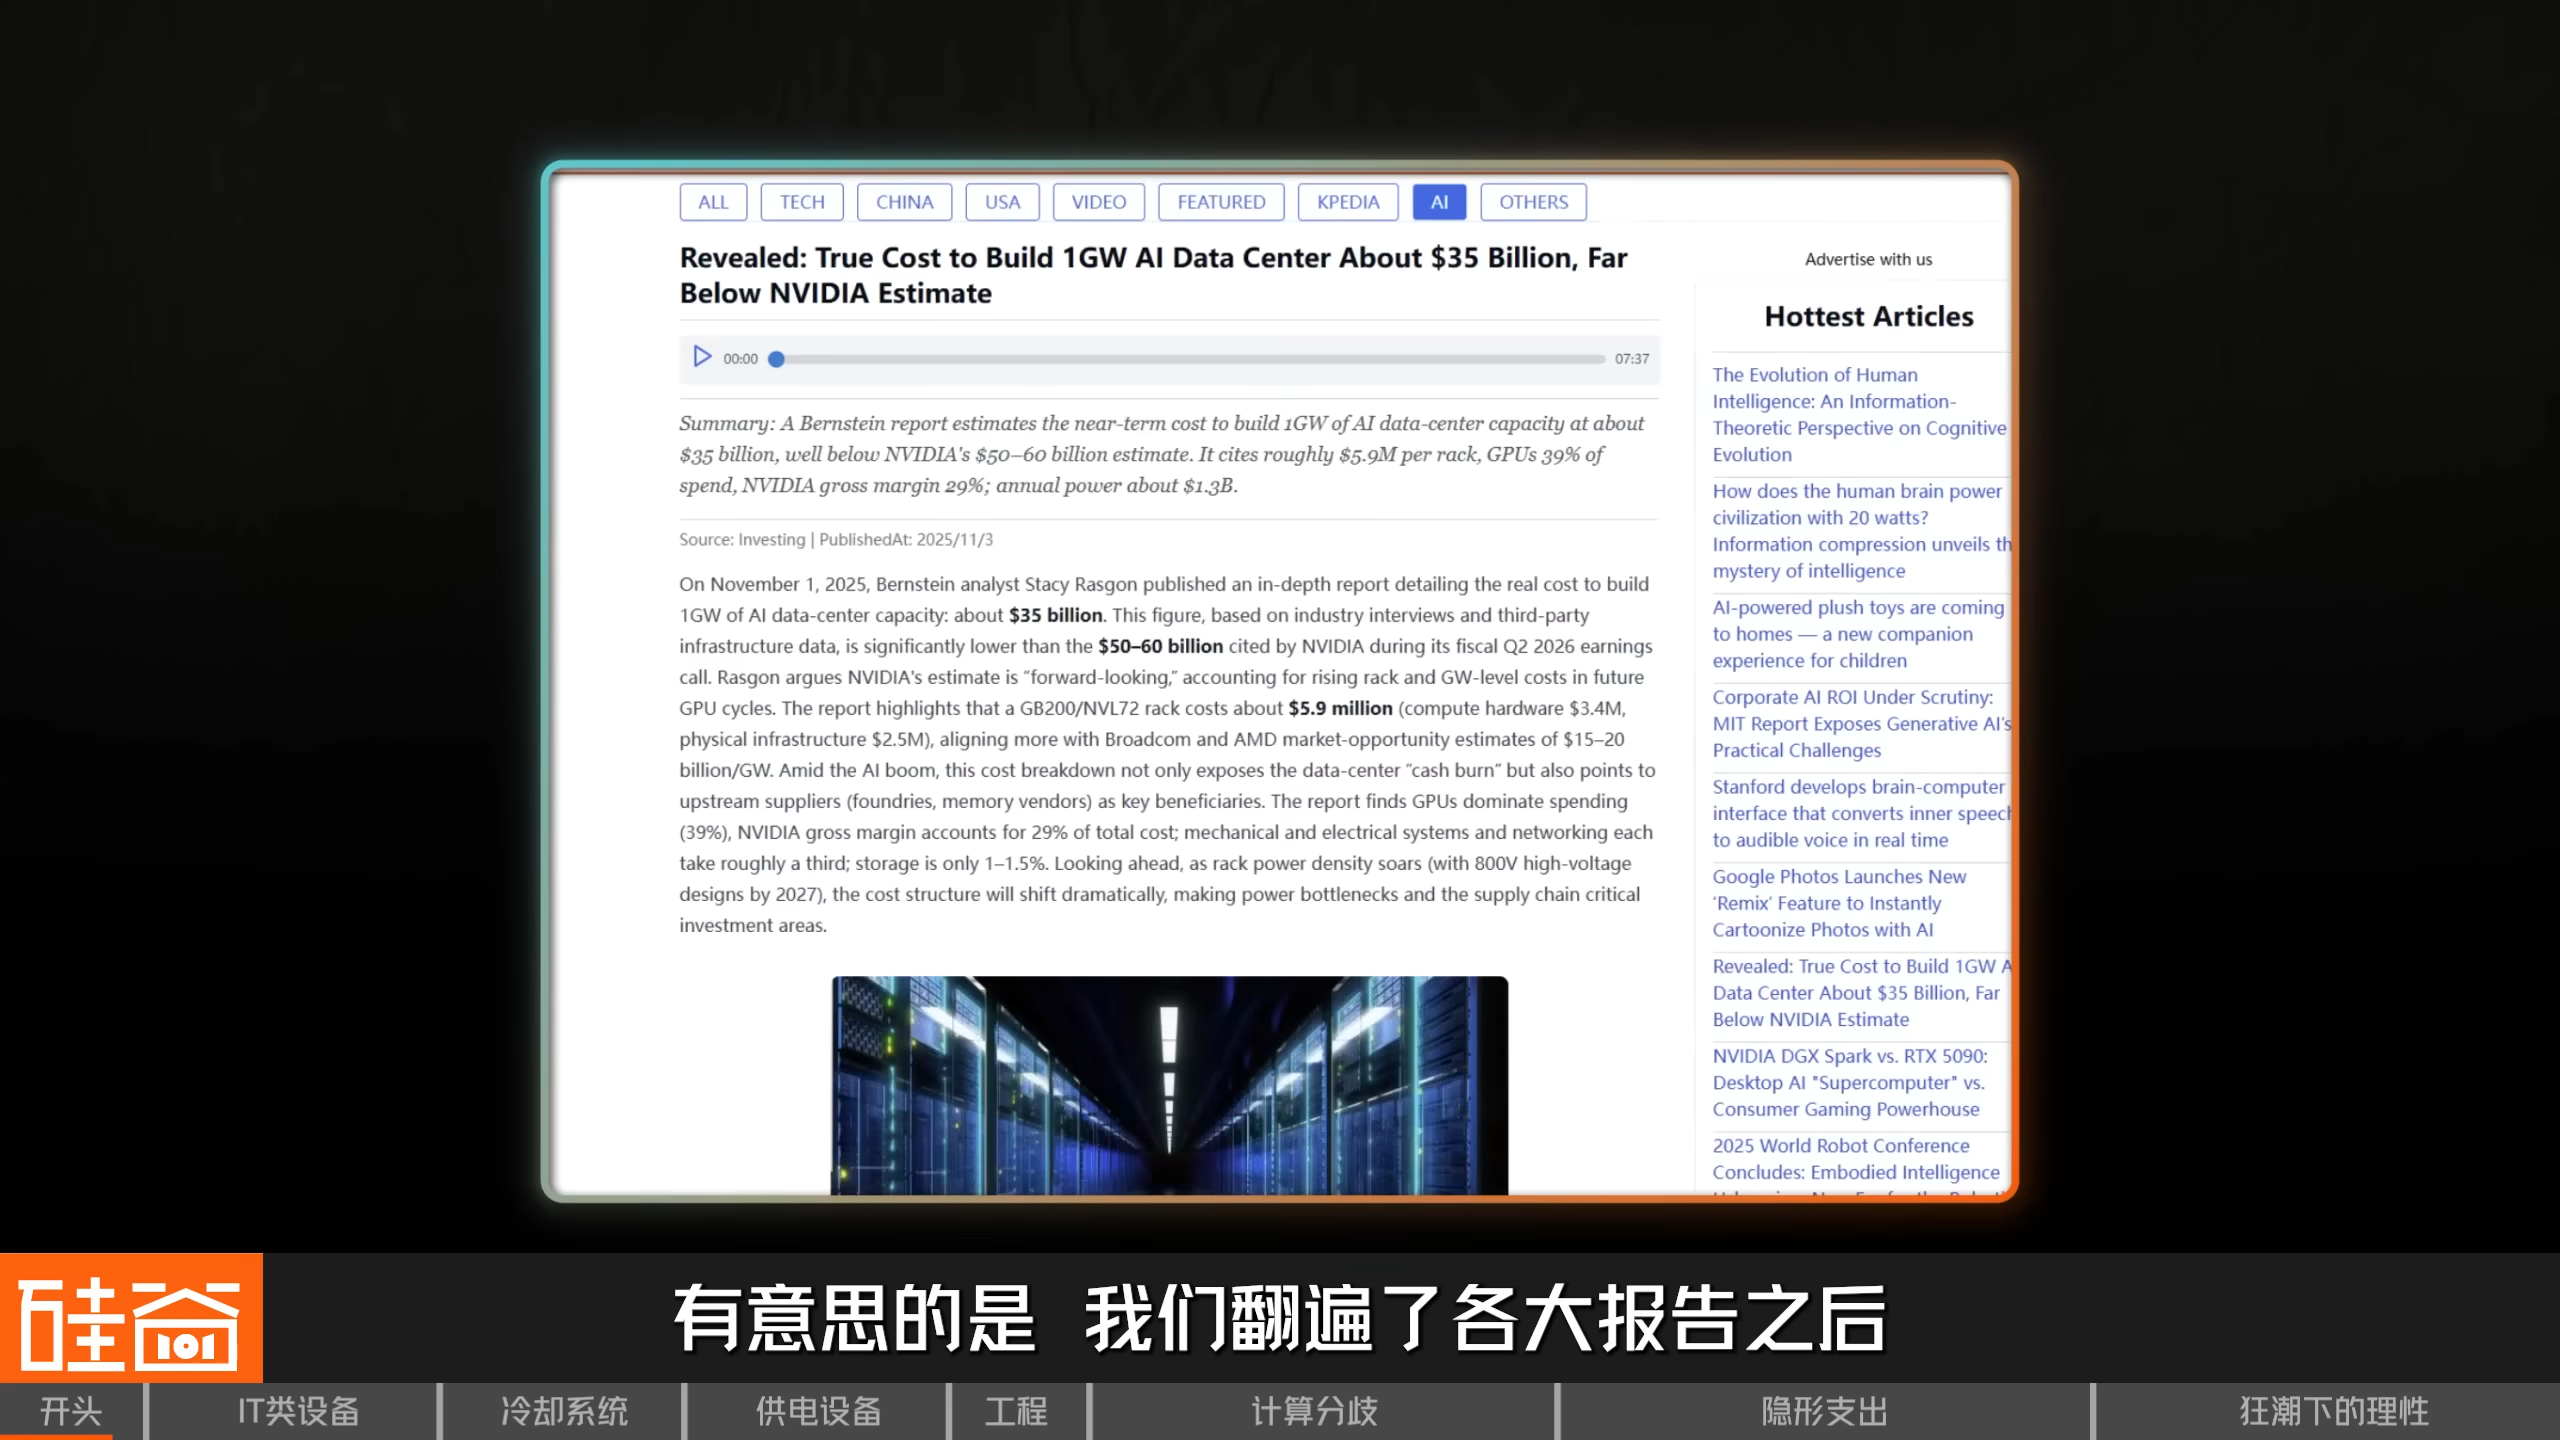 ALL TECH CHINA USA VIDEO FEATURED KPEDIA AI OTHERS
Revealed: True Cost to Build 1GW AI Data Center About $35 Billion, Far
Below NVIDIA Estimate
00:00 07:37
Summary: A Bernstein report estimates the near-term cost to build 1GW of AI data-center capacity at about
$35 billion, well below NVIDIA's $50–60 billion estimate. It cites roughly $5.9M per rack, GPUs 39% of
spend, NVIDIA gross margin 29%; annual power about $1.3B.
Source: Investing | PublishedAt: 2025/11/3
On November 1, 2025, Bernstein analyst Stacy Rasgon published an in-depth report detailing the real cost to build
1GW of AI data-center capacity: about $35 billion. This figure, based on industry interviews and third-party
infrastructure data, is significantly lower than the $50–60 billion cited by NVIDIA during its fiscal Q2 2026 earnings
call. Rasgon argues NVIDIA's estimate is “forward-looking,” accounting for rising rack and GW-level costs in future
GPU cycles. The report highlights that a GB200/NVL72 rack costs about $5.9 million (compute hardware $3.4M,
physical infrastructure $2.5M), aligning more with Broadcom and AMD market-opportunity estimates of $15–20
billion/GW. Amid the AI boom, this cost breakdown not only exposes the data-center “cash burn” but also points to
upstream suppliers (foundries, memory vendors) as key beneficiaries. The report finds GPUs dominate spending
(39%), NVIDIA gross margin accounts for 29% of total cost; mechanical and electrical systems and networking each
take roughly a third; storage is only 1–1.5%. Looking ahead, as rack power density soars (with 800V high-voltage
designs by 2027), the cost structure will shift dramatically, making power bottlenecks and the supply chain critical
investment areas.
Advertise with us
Hottest Articles
The Evolution of Human
Intelligence: An Information-
Theoretic Perspective on Cognitive
Evolution
How does the human brain power
civilization with 20 watts?
Information compression unveils th
mystery of intelligence
AI-powered plush toys are coming
to homes — a new companion
experience for children
Corporate AI ROI Under Scrutiny:
MIT Report Exposes Generative AI's
Practical Challenges
Stanford develops brain-computer
interface that converts inner speech
to audible voice in real time
Google Photos Launches New
‘Remix’ Feature to Instantly
Cartoonize Photos with AI
Revealed: True Cost to Build 1GW A
Data Center About $35 Billion, Far
Below NVIDIA Estimate
NVIDIA DGX Spark vs. RTX 5090:
Desktop AI "Supercomputer" vs.
Consumer Gaming Powerhouse
2025 World Robot Conference
Concludes: Embodied Intelligence
硅谷 101
有意思的是 我们翻遍了各大报告之后
开头 IT类设备 冷却系统 供电设备 工程 计算分歧 隐形支出 狂潮下的理性